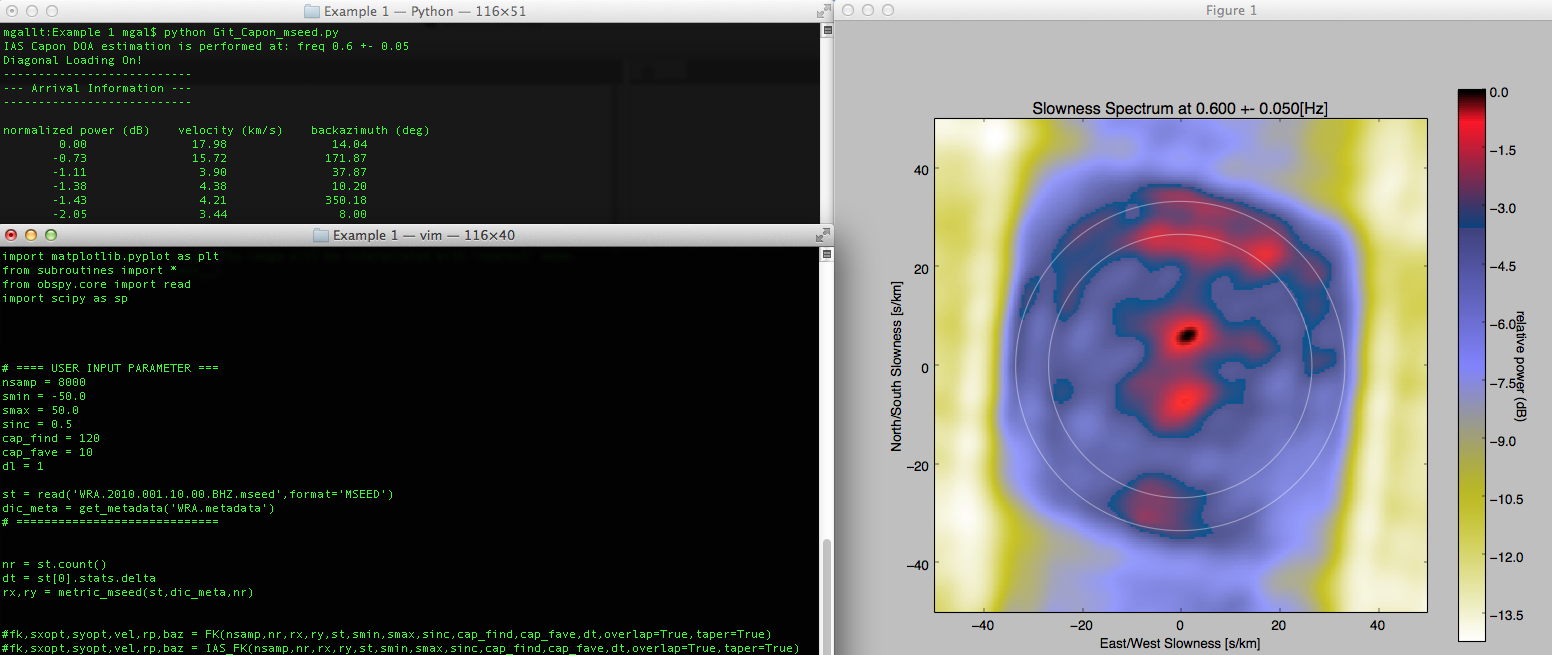 Example 1 — Python — 116×51
mgallt:Example 1 mgal$ python Git_Capon_mseed.py
IAS Capon DOA estimation is performed at: freq 0.6 +- 0.05
Diagonal Loading On!
---------------------------
--- Arrival Information ---
---------------------------
normalized power (dB)    velocity (km/s)    backazimuth (deg)
0.00    17.98    14.04
-0.73    15.72    171.87
-1.11    3.90    37.87
-1.38    4.38    10.20
-1.43    4.21    350.18
-2.05    3.44    8.00
Example 1 — vim — 116×40
import matplotlib.pyplot as plt
from subroutines import *
from obspy.core import read
import scipy as sp
# ==== USER INPUT PARAMETER ===
nsamp = 8000
smin = -50.0
smax = 50.0
sinc = 0.5
cap_find = 120
cap_fave = 10
dl = 1
st = read('WRA.2010.001.10.00.BHZ.mseed',format='MSEED')
dic_meta = get_metadata('WRA.metadata')
# =============================
nr = st.count()
dt = st[0].stats.delta
rx,ry = metric_mseed(st,dic_meta,nr)
#fk,sxopt,syopt,vel,rp,baz = FK(nsamp,nr,rx,ry,st,smin,smax,sinc,cap_find,cap_fave,dt,overlap=True,taper=True)
#fk,sxopt,syopt,vel,rp,baz = IAS_FK(nsamp,nr,rx,ry,st,smin,smax,sinc,cap_find,cap_fave,dt,overlap=True,taper=True)
Figure 1
Slowness Spectrum at 0.600 +- 0.050[Hz]
40
20
0
−20
−40
North/South Slowness [s/km]
−40 −20 0 20 40
East/West Slowness [s/km]
0.0
−1.5
−3.0
−4.5
−6.0
−7.5
−9.0
−10.5
−12.0
−13.5
relative power (dB)